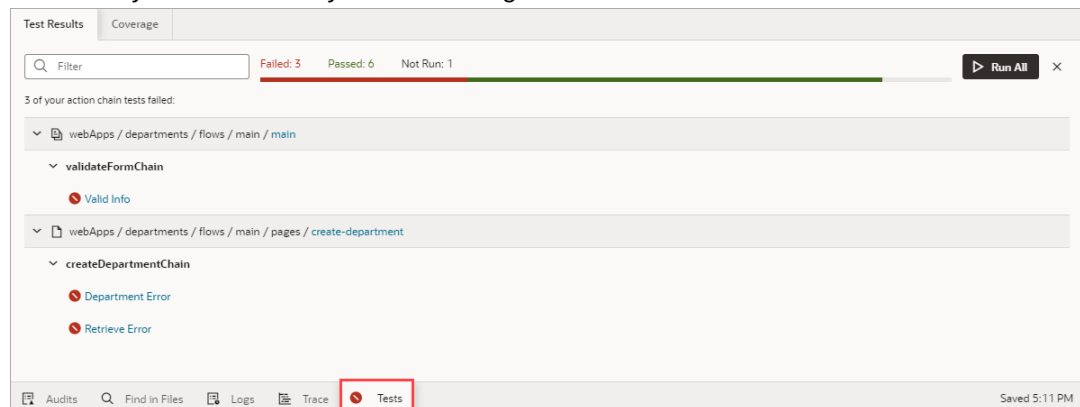 Test Results Coverage
Filter Failed: 3 Passed: 6 Not Run: 1 Run All
3 of your action chain tests failed:
webApps / departments / flows / main / main
validateFormChain
Valid Info
webApps / departments / flows / main / pages / create-department
createDepartmentChain
Department Error
Retrieve Error
Audits Find in Files Logs Trace Tests Saved 5:11 PM